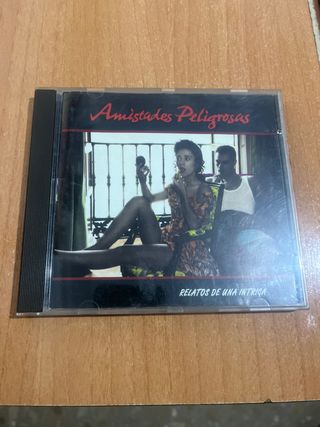 Amistades Peligrosas
RELATOS DE UNA INTRIGA